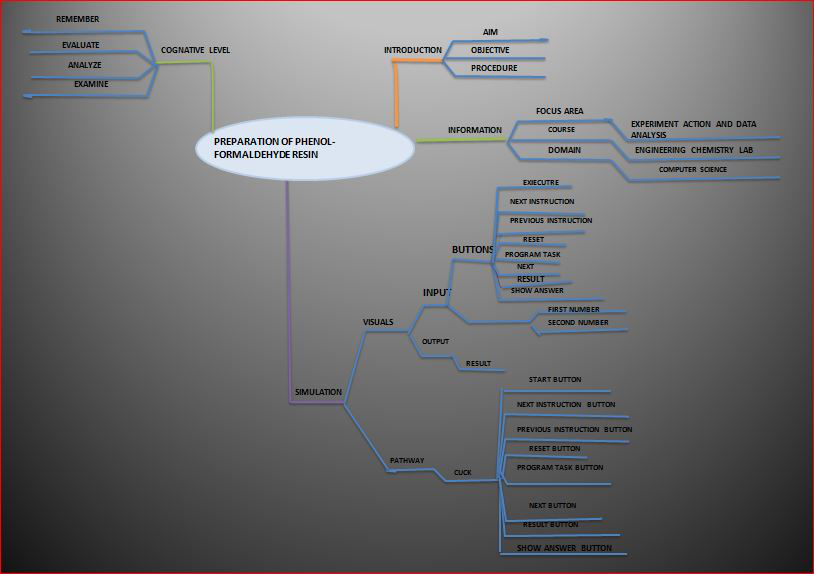 REMEMBER
EVALUATE
ANALYZE
EXAMINE
COGNATIVE LEVEL
INTRODUCTION
AIM
OBJECTIVE
PROCEDURE
PREPARATION OF PHENOL-
FORMALDEHYDE RESIN
INFORMATION
FOCUS AREA
COURSE
DOMAIN
EXPERIMENT ACTION AND DATA
ANALYSIS
ENGINEERING CHEMISTRY LAB
COMPUTER SCIENCE
SIMULATION
VISUALS
INPUT
BUTTONS
EXIECUTRE
NEXT INSTRUCTION
PREVIOUS INSTRUCTION
RESET
PROGRAM TASK
NEXT
RESULT
SHOW ANSWER
FIRST NUMBER
SECOND NUMBER
OUTPUT
RESULT
PATHWAY
CUCK
START BUTTON
NEXT INSTRUCTION BUTTON
PREVIOUS INSTRUCTION BUTTON
RESET BUTTON
PROGRAM TASK BUTTON
NEXT BUTTON
RESULT BUTTON
SHOW ANSWER BUTTON